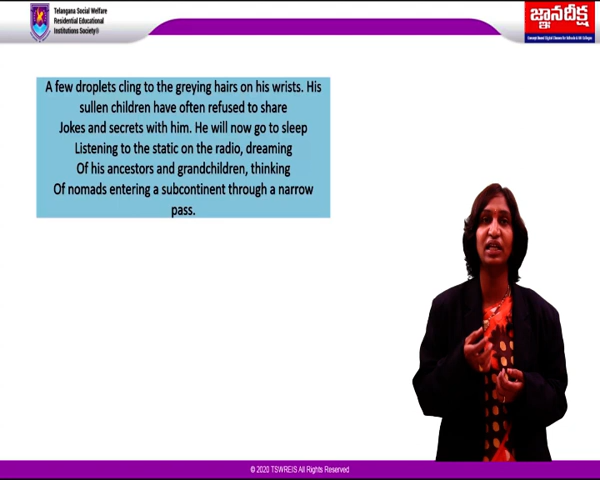 Telangana Social Welfare
Residential Educational
Institutions Society®
జ్ఞానదీక్ష
A few droplets cling to the greying hairs on his wrists. His
sullen children have often refused to share
Jokes and secrets with him. He will now go to sleep
Listening to the static on the radio, dreaming
Of his ancestors and grandchildren, thinking
Of nomads entering a subcontinent through a narrow
pass.
© 2020 TSWREIS All Rights Reserved